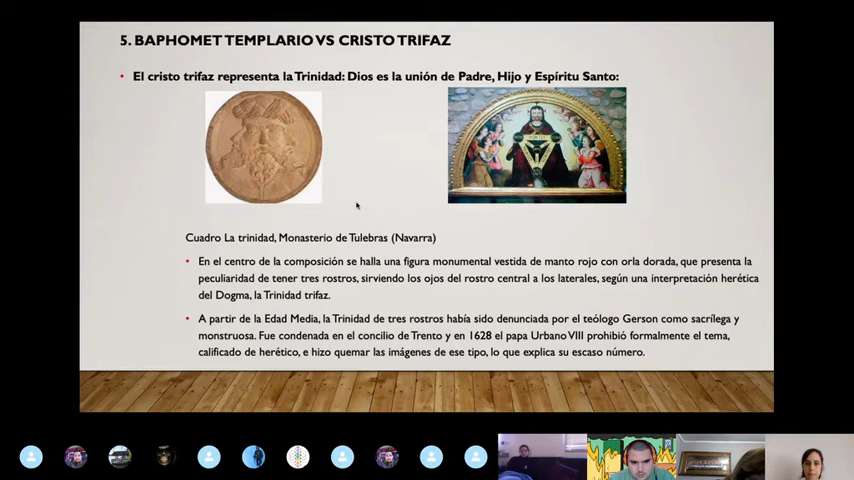 5. BAPHOMET TEMPLARIO VS CRISTO TRIFAZ
• El cristo trifaz representa la Trinidad: Dios es la unión de Padre, Hijo y Espíritu Santo:
Cuadro La trinidad, Monasterio de Tulebras (Navarra)
• En el centro de la composición se halla una figura monumental vestida de manto rojo con orla dorada, que presenta la
peculiaridad de tener tres rostros, sirviendo los ojos del rostro central a los laterales, según una interpretación herética
del Dogma, la Trinidad trifaz.
• A partir de la Edad Media, la Trinidad de tres rostros había sido denunciada por el teólogo Gerson como sacrílega y
monstruosa. Fue condenada en el concilio de Trento y en 1628 el papa Urbano VIII prohibió formalmente el tema,
calificado de herético, e hizo quemar las imágenes de ese tipo, lo que explica su escaso número.